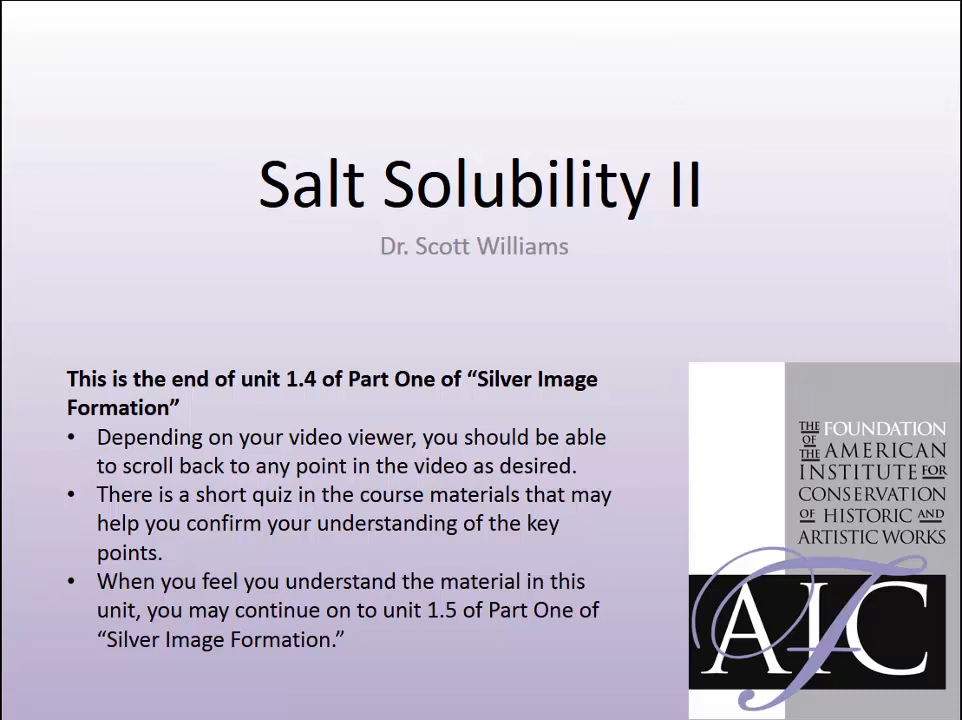 Salt Solubility II
Dr. Scott Williams
This is the end of unit 1.4 of Part One of “Silver Image
Formation”
• Depending on your video viewer, you should be able
to scroll back to any point in the video as desired.
• There is a short quiz in the course materials that may
help you confirm your understanding of the key
points.
• When you feel you understand the material in this
unit, you may continue on to unit 1.5 of Part One of
“Silver Image Formation.”
THE FOUNDATION
OF
THE AMERICAN
INSTITUTE FOR
CONSERVATION
OF HISTORIC AND
ARTISTIC WORKS
FAIC